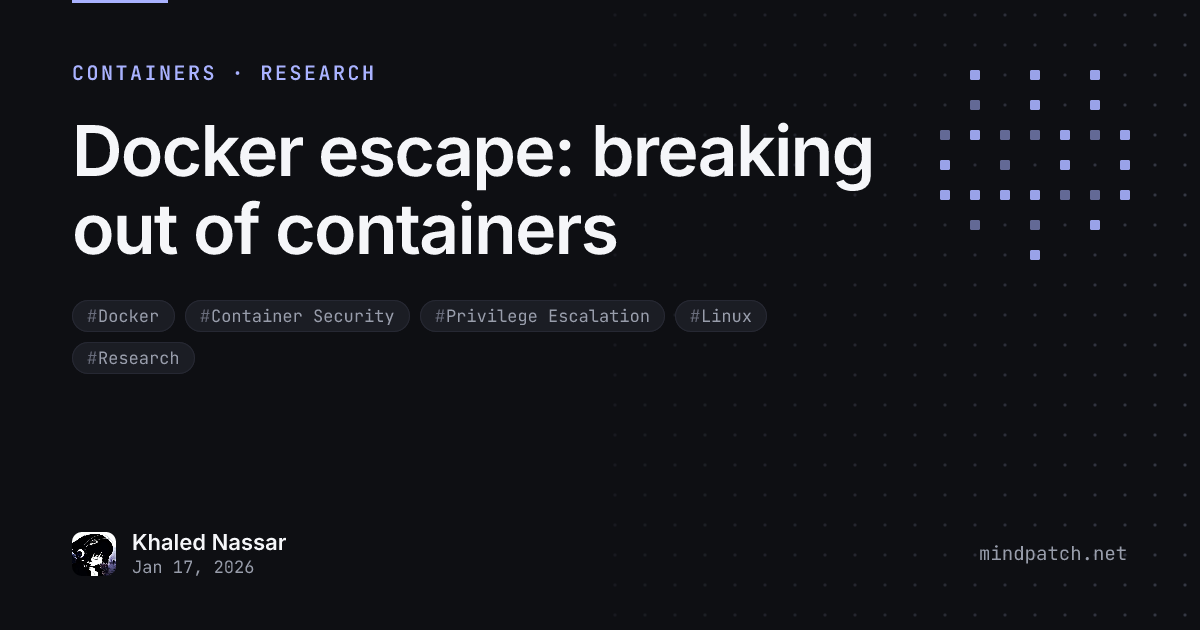 CONTAINERS · RESEARCH
Docker escape: breaking
out of containers
#Docker #Container Security #Privilege Escalation #Linux
#Research
Khaled Nassar
Jan 17, 2026
mindpatch.net